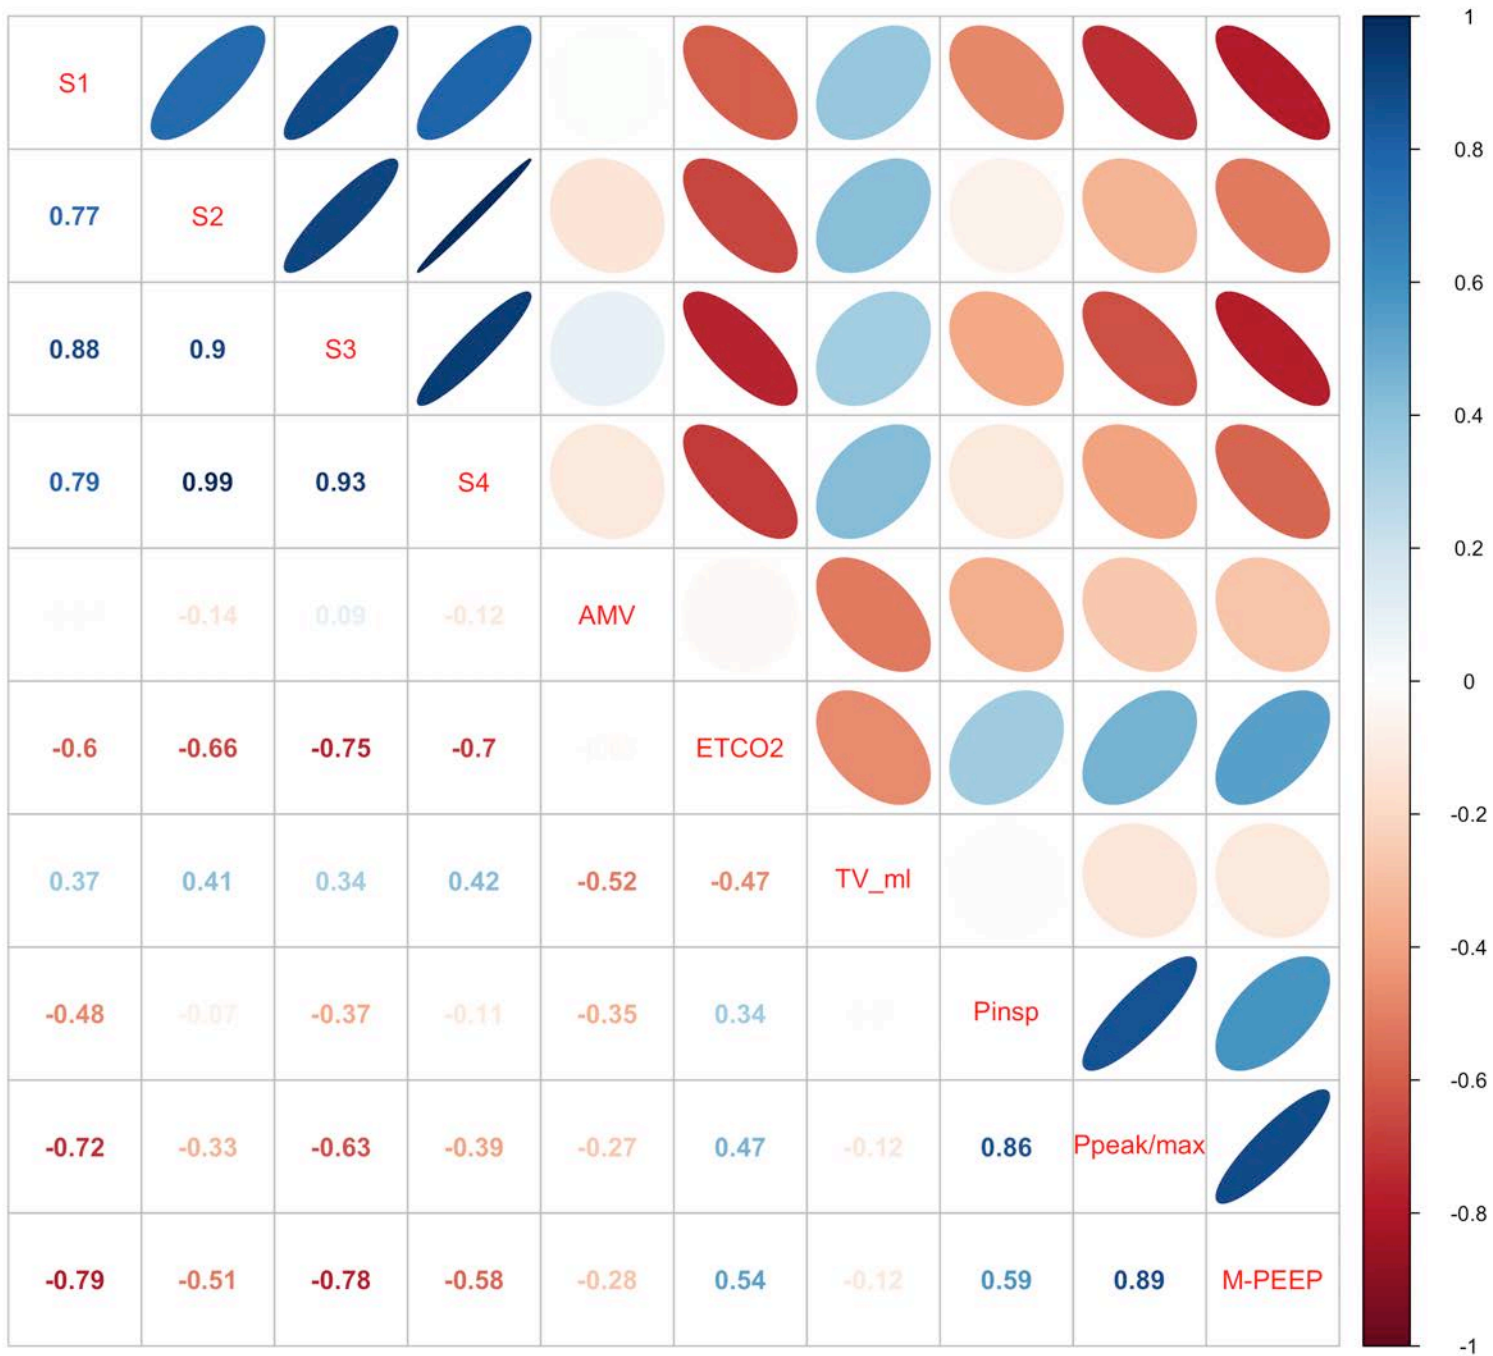 S1
0.77 S2
0.88 0.9 S3
0.79 0.99 0.93 S4
-0.14 0.09 -0.12 AMV
-0.6 -0.66 -0.75 -0.7 ETCO2
0.37 0.41 0.34 0.42 -0.52 -0.47 TV_ml
-0.48 -0.07 -0.37 -0.11 -0.35 0.34 Pinsp
-0.72 -0.33 -0.63 -0.39 -0.27 0.47 -0.12 0.86 Ppeak/max
-0.79 -0.51 -0.78 -0.58 -0.28 0.54 -0.12 0.59 0.89 M-PEEP
1
0.8
0.6
0.4
0.2
0
-0.2
-0.4
-0.6
-0.8
-1